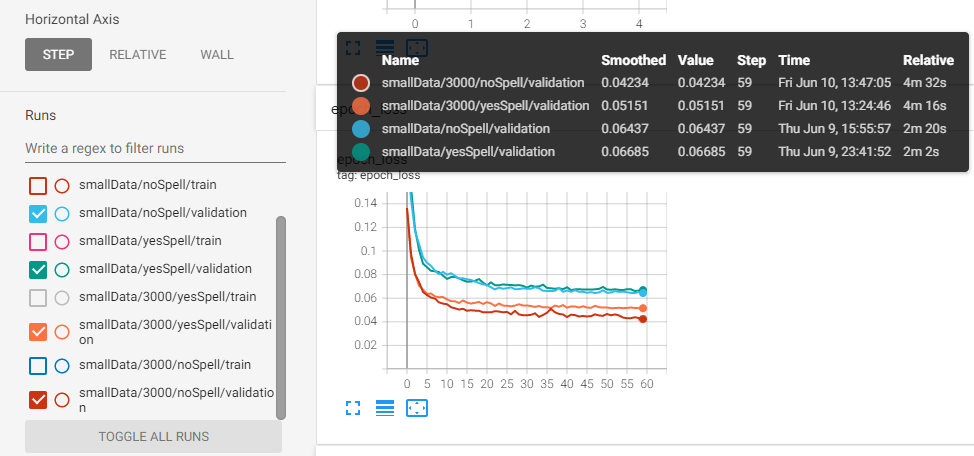 Horizontal Axis
STEP RELATIVE WALL
Runs
Write a regex to filter runs
smallData/noSpell/train
smallData/noSpell/validation
smallData/yesSpell/train
smallData/yesSpell/validation
smallData/3000/yesSpell/train
smallData/3000/yesSpell/validati
on
smallData/3000/noSpell/train
smallData/3000/noSpell/validatio
n
TOGGLE ALL RUNS
0 1 2 3 4
Name Smoothed Value Step Time Relative
smallData/3000/noSpell/validation 0.04234 0.04234 59 Fri Jun 10, 13:47:05 4m 32s
smallData/3000/yesSpell/validation 0.05151 0.05151 59 Fri Jun 10, 13:24:46 4m 16s
smallData/noSpell/validation 0.06437 0.06437 59 Thu Jun 9, 15:55:57 2m 20s
smallData/yesSpell/validation 0.06685 0.06685 59 Thu Jun 9, 23:41:52 2m 2s
epoch_loss
epoch_loss
tag: epoch_loss
0.14
0.12
0.1
0.08
0.06
0.04
0.02
0 5 10 15 20 25 30 35 40 45 50 55 60